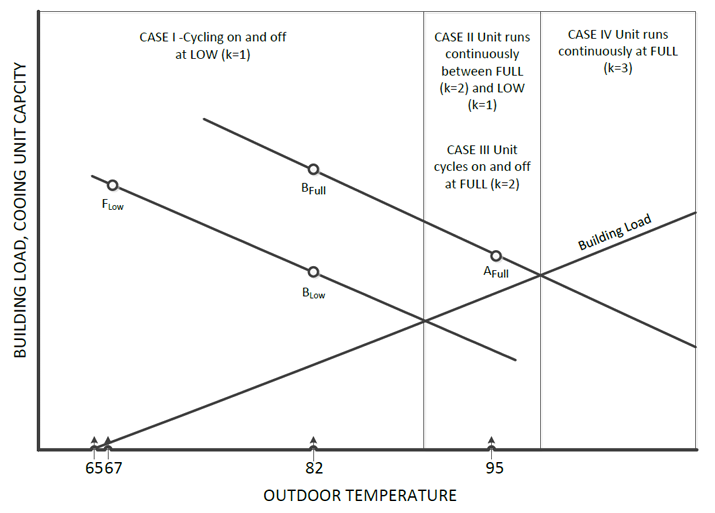 CASE I -Cycling on and off
at LOW (k=1)
CASE II Unit runs
continuously
between FULL
(k=2) and LOW
(k=1)
CASE III Unit
cycles on and off
at FULL (k=2)
CASE IV Unit runs
continuously at FULL
(k=3)
BUILDING LOAD, COOING UNIT CAPCITY
FLow
BFull
BLow
AFull
Building Load
65 67 82 95
OUTDOOR TEMPERATURE